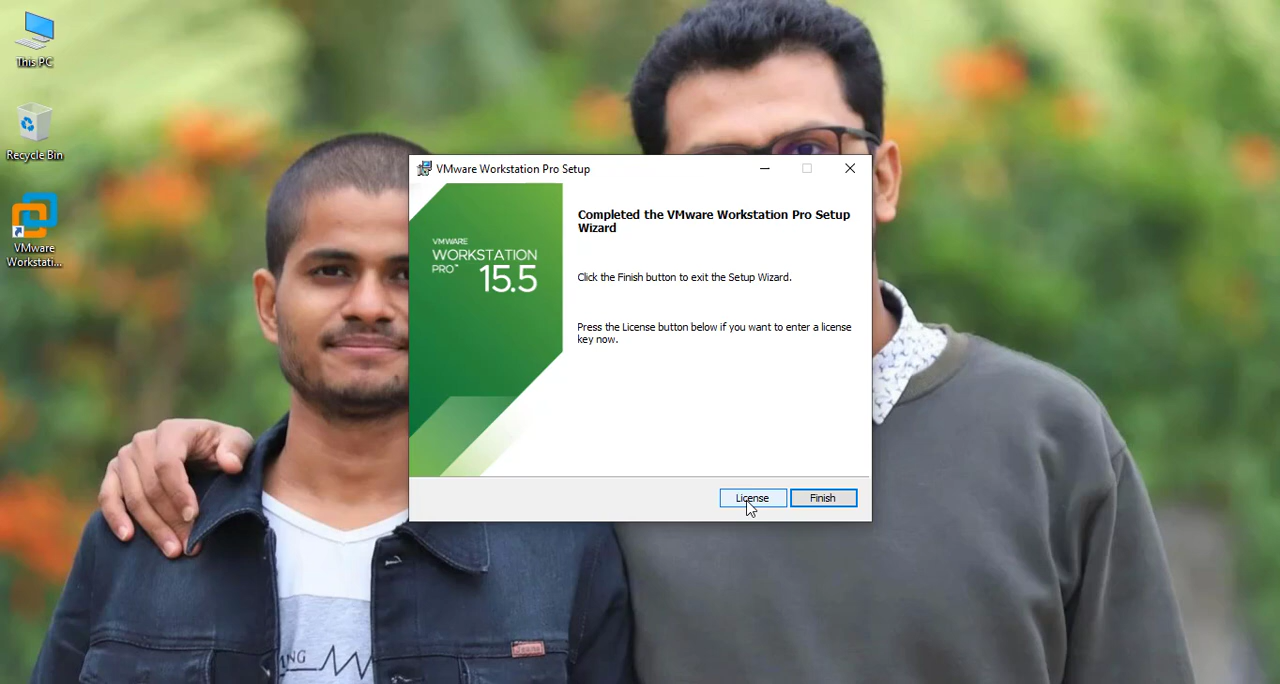 This PC
Recycle Bin
VMware
Workstati...
VMware Workstation Pro Setup
VMWARE
WORKSTATION
PRO™ 15.5
Completed the VMware Workstation Pro Setup
Wizard
Click the Finish button to exit the Setup Wizard.
Press the License button below if you want to enter a license
key now.
License
Finish